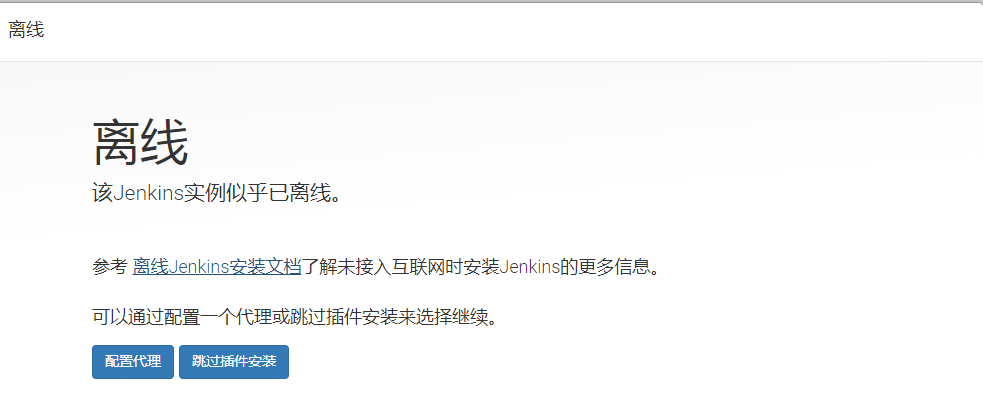 离线
离线
该Jenkins实例似乎已离线。
参考 离线Jenkins安装文档了解未接入互联网时安装Jenkins的更多信息。
可以通过配置一个代理或跳过插件安装来选择继续。
配置代理 跳过插件安装